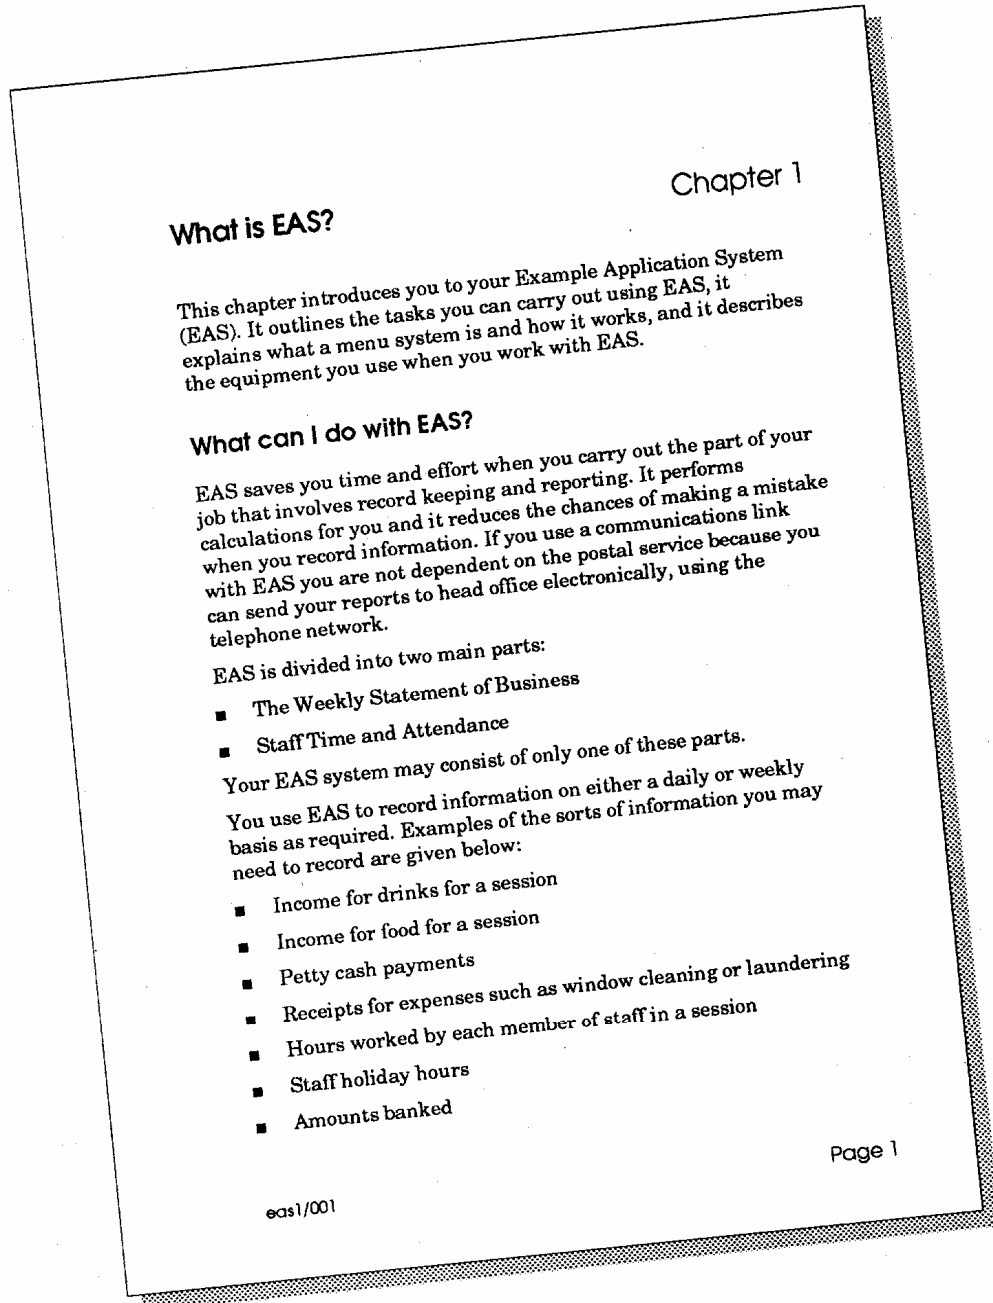 Chapter 1
What is EAS?
This chapter introduces you to your Example Application System
(EAS). It outlines the tasks you can carry out using EAS, it
explains what a menu system is and how it works, and it describes
the equipment you use when you work with EAS.
What can I do with EAS?
EAS saves you time and effort when you carry out the part of your
job that involves record keeping and reporting. It performs
calculations for you and it reduces the chances of making a mistake
when you record information. If you use a communications link
with EAS you are not dependent on the postal service because you
can send your reports to head office electronically, using the
telephone network.
EAS is divided into two main parts:
■ The Weekly Statement of Business
■ Staff Time and Attendance
Your EAS system may consist of only one of these parts.
You use EAS to record information on either a daily or weekly
basis as required. Examples of the sorts of information you may
need to record are given below:
■ Income for drinks for a session
■ Income for food for a session
■ Petty cash payments
■ Receipts for expenses such as window cleaning or laundering
■ Hours worked by each member of staff in a session
■ Staff holiday hours
■ Amounts banked
Page 1
eas1/001